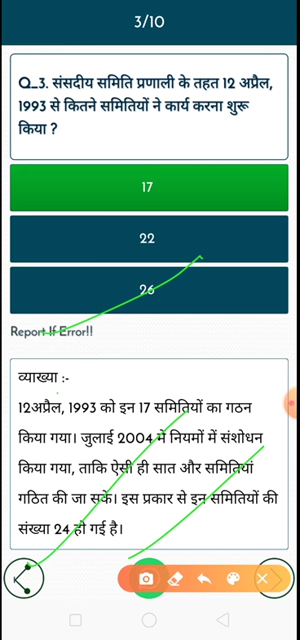 3/10
Q_3. संसदीय समिति प्रणाली के तहत 12 अप्रैल,
1993 से कितने समितियों ने कार्य करना शुरू
किया ?
17
22
26
Report If Error!!
व्याख्या :-
12अप्रैल, 1993 को इन 17 समितियों का गठन
किया गया। जुलाई 2004 में नियमों में संशोधन
किया गया, ताकि ऐसी ही सात और समितियां
गठित की जा सकें। इस प्रकार से इन समितियों की
संख्या 24 हो गई है।